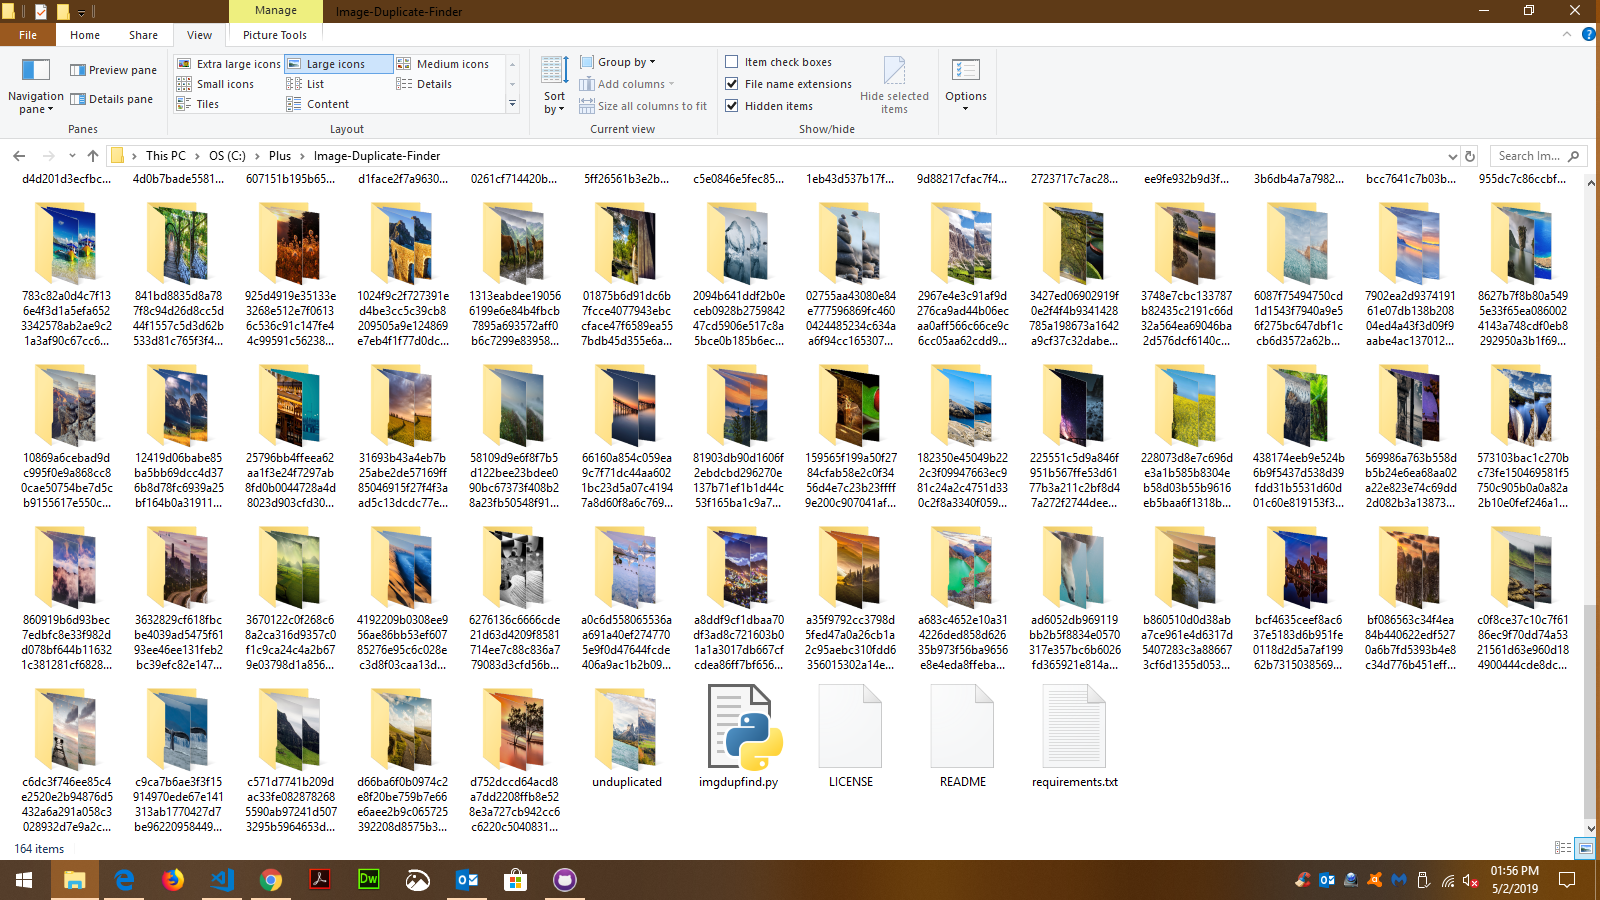 Manage
Image-Duplicate-Finder
File
Home
Share
View
Picture Tools
Navigation pane
Preview pane
Details pane
Panes
Extra large icons
Large icons
Medium icons
Small icons
List
Details
Tiles
Content
Layout
Sort by
Group by
Add columns
Size all columns to fit
Current view
Item check boxes
File name extensions
Hidden items
Hide selected items
Show/hide
Options
This PC
OS (C:)
Plus
Image-Duplicate-Finder
Search Im...
d4d201d3ecfbc... 4d0b7bade5581... 607151b195b65... d1face2f7a9630... 0261cf714420b... 5ff26561b3e2b... c5e0846e5fec85... 1eb43d537b17f... 9d88217cfac7f4... 2723717c7ac28... ee9fe932b9d3f... 3b6db4a7a7982... bcc7641c7b03b... 955dc7c86ccbf...
783c82a0d4c7f13 841bd8835d8a78 925d4919e35133e 1024f9c2f727391e 1313eabdee19056 01875b6d91dc6b 2094b641ddf2b0e 02755aa43080e84 2967e4e3c91af9d 3427ed06902919f 3748e7cbc133787 6087f75494750cd 7902ea2d9374191 8627b7f8b80a549
6e4f3d1a5efa652 7f8c94d26d8cc5d 3268e512e7f0613 ed4be3cc5c39cb8 6199e6e84b4fbcb 7fcce4077943ebc ceb0928b2759842 e777596869fc460 276ca9ad44b06ec 0e2f4f4b9341428 b82435c2191c66d 1d1543f7940a9e5 61e07db138b208 5e33f65ea086002
3342578ab2ae9c2 44f1557c5d3d62b 6c536c91c147fe4 209505a9e124869 7895a693572aff0 cface47f6589ea55 47cd5906e517c8a 0424485234c634a aa0aff566c66ce9c 785a198673a1642 32a564ea69046ba 6f275bc647dbf1c 04ed4a43f3d09f9 4143a748cdf0eb8
1a3af90c67cc6... 533d81c765f3f4... 4c99591c56238... e7eb4f1f77d0dc... b6c7299e83958... 7bdb45d355e6a... 5bce0b185b6ec... a6f94cc165307... 6cc05aa62cdd9... a9cf37c32dabe... 2d576dcf6140c... cb6d3572a62b... aabe4ac137012... 292950a3b1f69...
10869a6cebad9d 12419d06babe85 25796bb4ffeea62 31693b43a4eb7b 58109d9e6f8f7b5 66160a854c059ea 81903db90d1606f 159565f199a50f27 182350e45049b22 225551c5d9a846f 228073d8e7c696d 438174eeb9e524b 569986a763b558d 573103bac1c270b
c995f0e9a868cc8 ba5bb69dcc4d37 aa1f3e24f7297ab 25abe2de57169ff d122bee23bdee0 9c7f71dc44aa602 2ebdcbd296270e 84cfab58e2c0f34 222c3f09947663ec9 951b567ffe53d61 de3a1b585b8304e 6b9f5437d538d39 b5b24e6ea68aa02 c73fe150469581f5
0cae50754be7d5c 6b8d78fc6939a25 8fd0b0044728a4d 85046915f27f4f3a 90bc67373f408b2 1bc23d5a07c4194 137b71ef1b1d44c 56d4e7c23b23ffff 81c24a2c4751d33 77b3a211c2bf8d4 b58d03b55b9616 fdd31b5531d60d a22e823e74c69dd 750c905b0a0a82a
b9155617e550c... bf164b0a31911... 8023d903cfd30... ad5c13dcdc77e... 8a23fb50548f91... 7a8d60f8a6c769... 53f165ba1c9a7... 9e200c907041af... 0c2f8a3340f059... 7a272f2744dee... eb5baa6f1318b... 01c60e819153f3... 2d082b3a13873... 2b10e0fef246a1...
860919b6d93bec 3632829cf618fbc 3670122c0f268c6 4192209b0308ee9 6276136c6666cde a0c6d558065536a a8ddf9cf1dbaa70 a35f9792cc3798d a683c4652e10a31 ad6052db969119 b860510d0d38ab bcf4635ceef8ac6 bf086563c34f4ea c0f8ce37c10c7f61
7edbfc8e33f982d be4039ad5475f61 8a2ca316d9357c0 956ae86bb53ef607 21d63d4209f8581 a691a40ef274770 df3ad8c721603b0 5fed47a0a26cb1a 314226ded858d626 bb2b5f8834e0570 a7ce961e4d6317d 637e5183d6b951fe 84b440622edf527 86ec9f70dd74a53
d078bf644b11632 93ee46ee131feb2 f1c9ca24c4a2b67 85276e95c6c028e 714ee7c88c836a7 5e9f0d47644fcde 1a1a3017db667cf 2c95aebc310fdd6 35b973f56ba9656 317e357bc6b6026 5407283c3a88667 0118d2d5a7af199 0a6b7fd5393b4e8 21561d63e960d18
1c381281cf6828... bc39efc82e147... 9e03798d1a856... c3d8f03caa13d... 79083d3cfd56b... 406a9ac1b2b09... cdea86ff7bf656... 356015302a14e... e8e4eda8ffeba... fd365921e814a... 3cf6d1355d053... 62b7315038569... c34d776b451eff... 4900444cde8dc...
c6dc3f746ee85c4 c9ca7b6ae3f3f15 c571d7741b209d d66ba6f0b0974c2 d752dccd64acd8 unduplicated imgdupfind.py LICENSE README requirements.txt
e2520e2b94876d5 914970ede67e141 ac33fe082878268 e8f20be759b7e66 a7dd2208ffb8e52
432a6a291a058c3 313ab1770427d7 5590ab97241d507 e6aee2b9c065725 8e3a727cb942cc6
028932d7e9a2c... be96220958449... 3295b5964653d... 392208d8575b3... c6220c5040831...
164 items
01:56 PM
5/2/2019